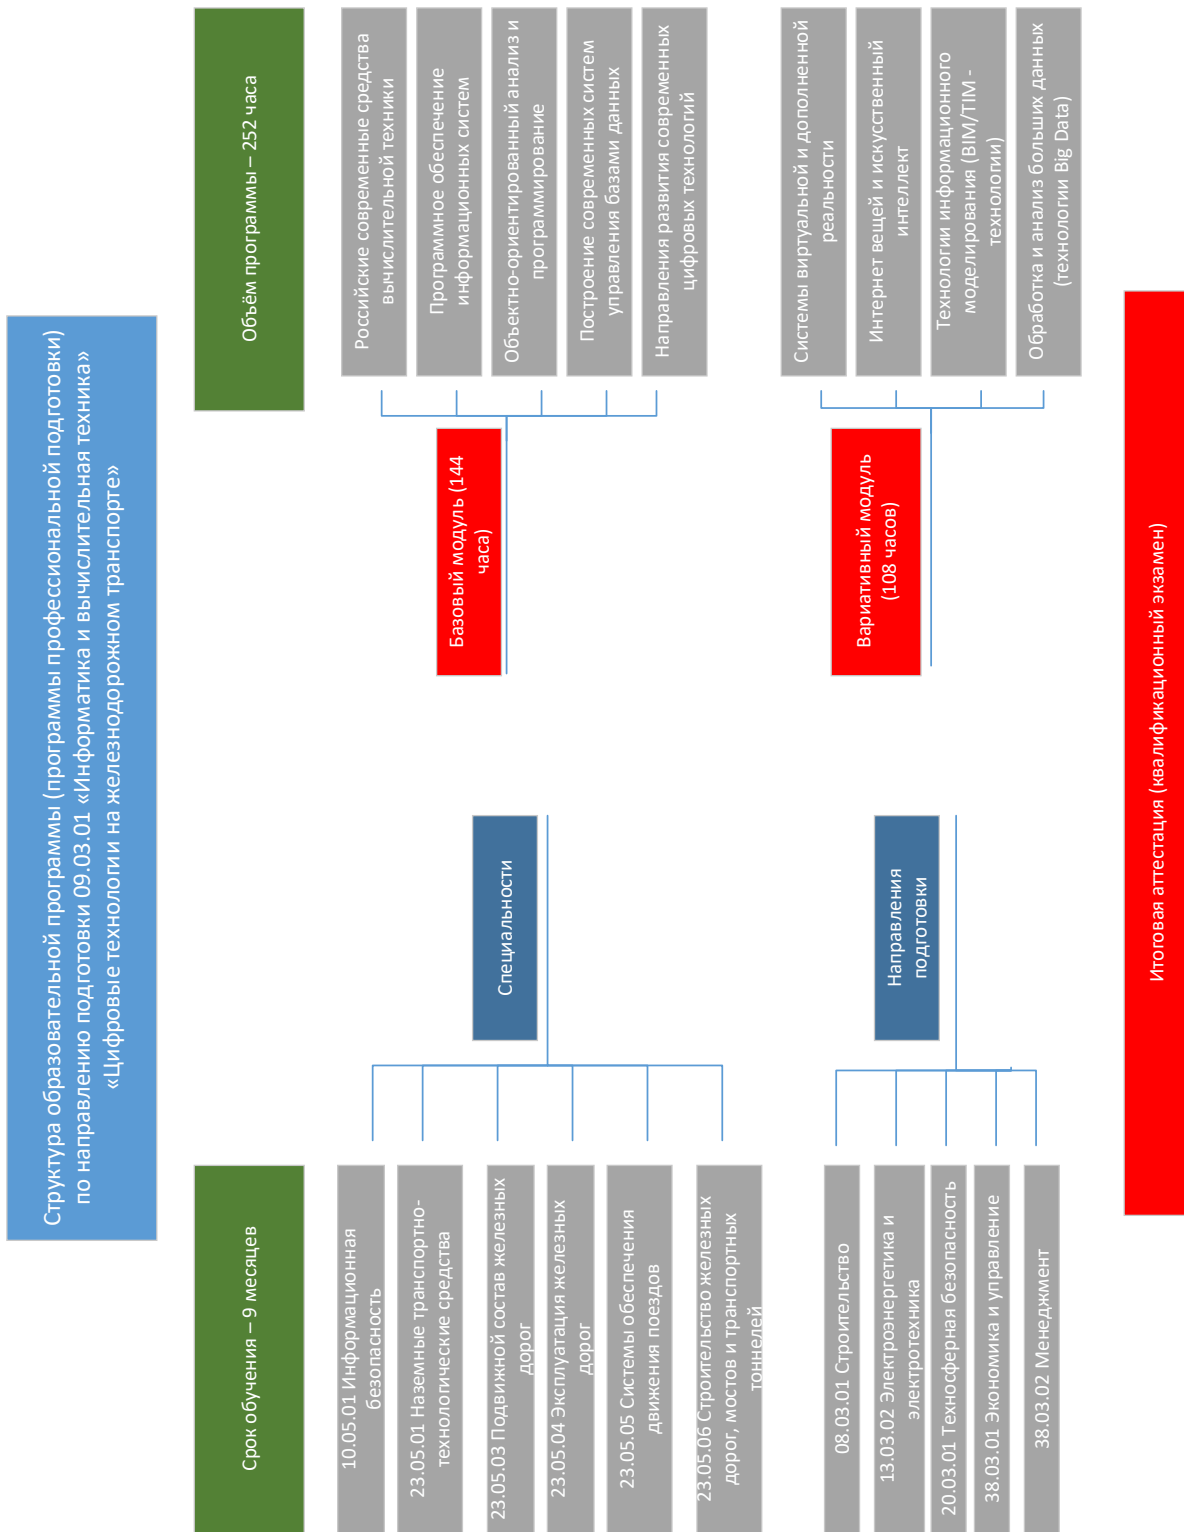 Структура образовательной программы (программы профессиональной подготовки)
по направлению подготовки 09.03.01 «Информатика и вычислительная техника»
«Цифровые технологии на железнодорожном транспорте»
Срок обучения – 9 месяцев
Объём программы – 252 часа
10.05.01 Информационная
безопасность
23.05.01 Наземные транспортно-
технологические средства
23.05.03 Подвижной состав железных
дорог
23.05.04 Эксплуатация железных
дорог
23.05.05 Системы обеспечения
движения поездов
23.05.06 Строительство железных
дорог, мостов и транспортных
тоннелей
Специальности
Базовый модуль (144
часа)
Российские современные средства
вычислительной техники
Программное обеспечение
информационных систем
Объектно-ориентированный анализ и
программирование
Построение современных систем
управления базами данных
Направления развития современных
цифровых технологий
08.03.01 Строительство
13.03.02 Электроэнергетика и
электротехника
20.03.01 Техносферная безопасность
38.03.01 Экономика и управление
38.03.02 Менеджмент
Направления
подготовки
Вариативный модуль
(108 часов)
Системы виртуальной и дополненной
реальности
Интернет вещей и искусственный
интеллект
Технологии информационного
моделирования (BIM/TIM -
технологии)
Обработка и анализ больших данных
(технологии Big Data)
Итоговая аттестация (квалификационный экзамен)